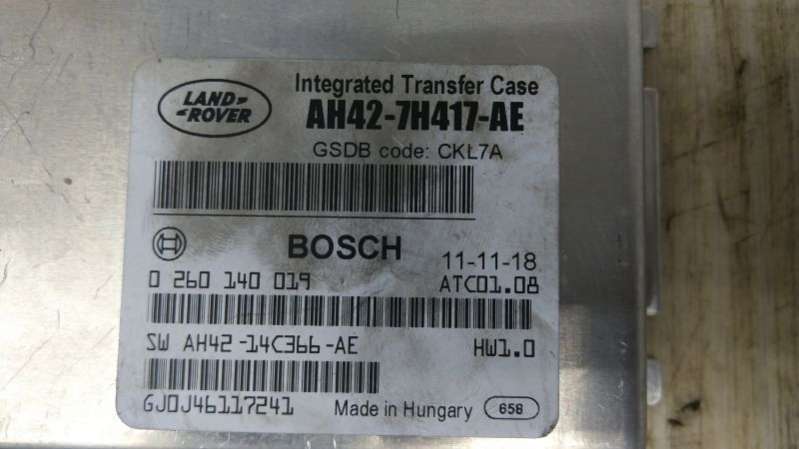 LAND-
-ROVER
Integrated Transfer Case
AH42-7H417-AE
GSDB code: CKL7A
BOSCH
11-11-18
0 260 140 019
ATC01.08
SW AH42-14C366-AE
HW1.0
GJ0J46117241
Made in Hungary
658